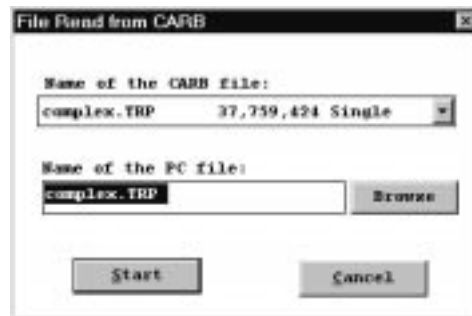 File Read from CARB
Name of the CARB file:
complex.TRP 37,759,424 Single
Name of the PC file:
complex.TRP
Browse
Start
Cancel